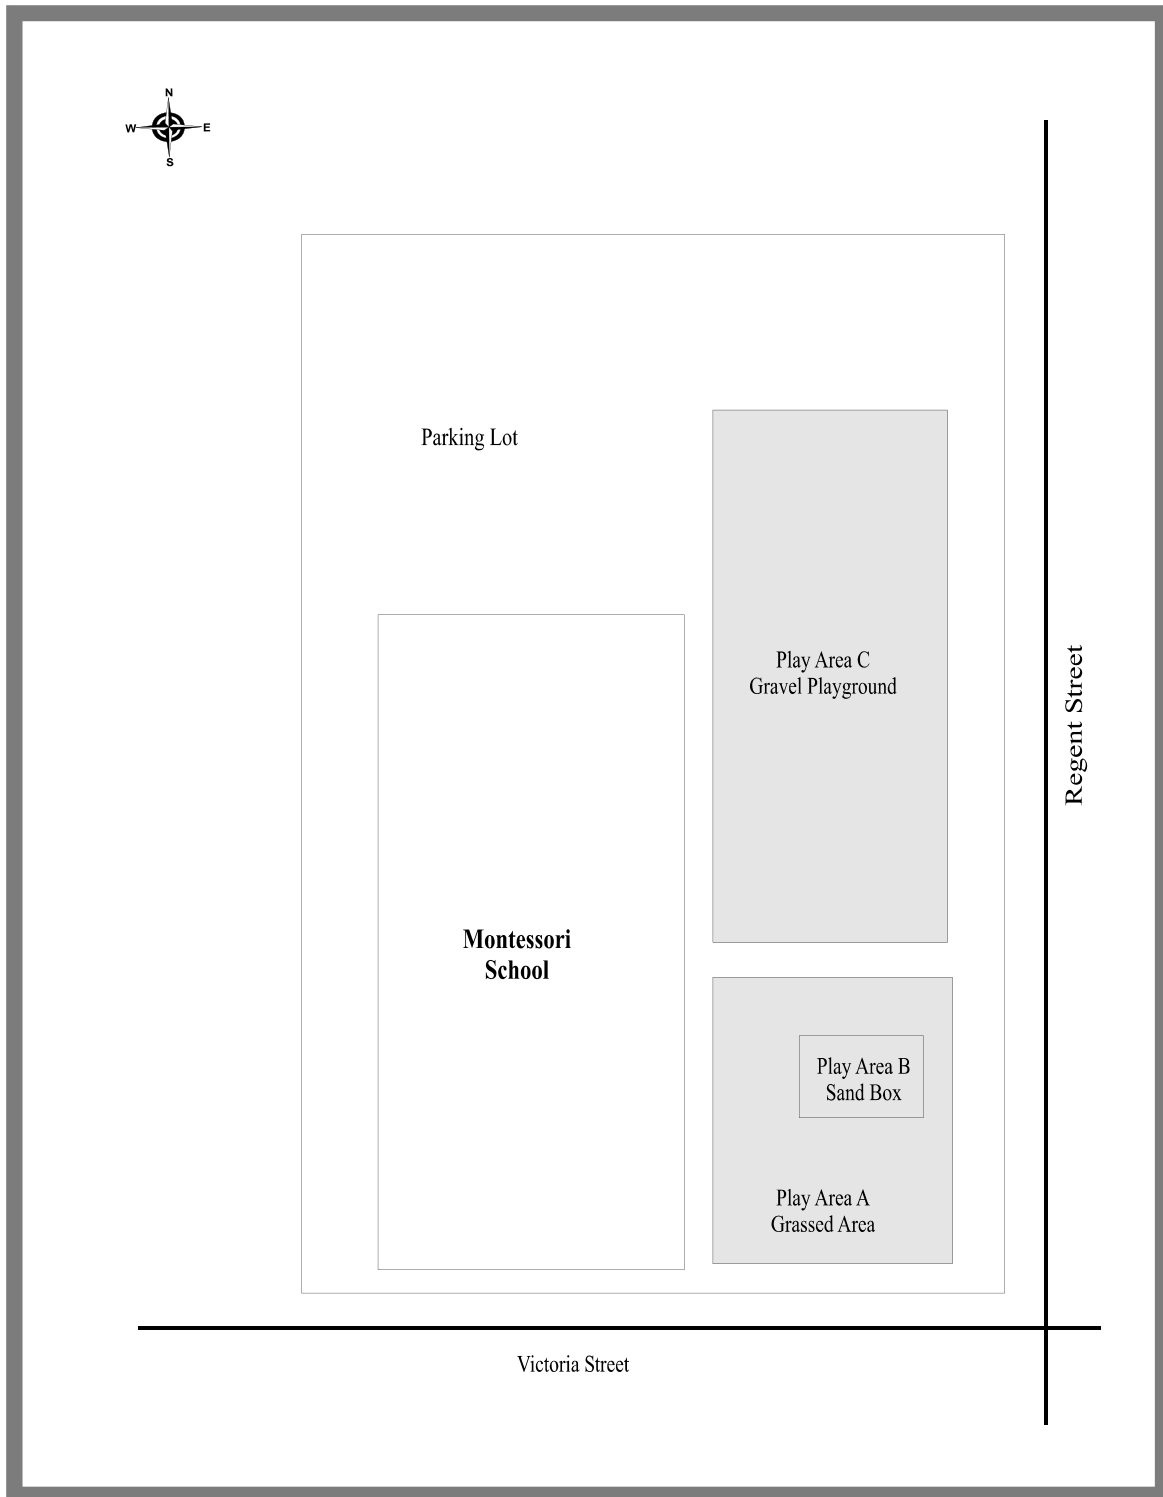 N
W E
S
Parking Lot
Play Area C
Gravel Playground
Regent Street
Montessori
School
Play Area B
Sand Box
Play Area A
Grassed Area
Victoria Street